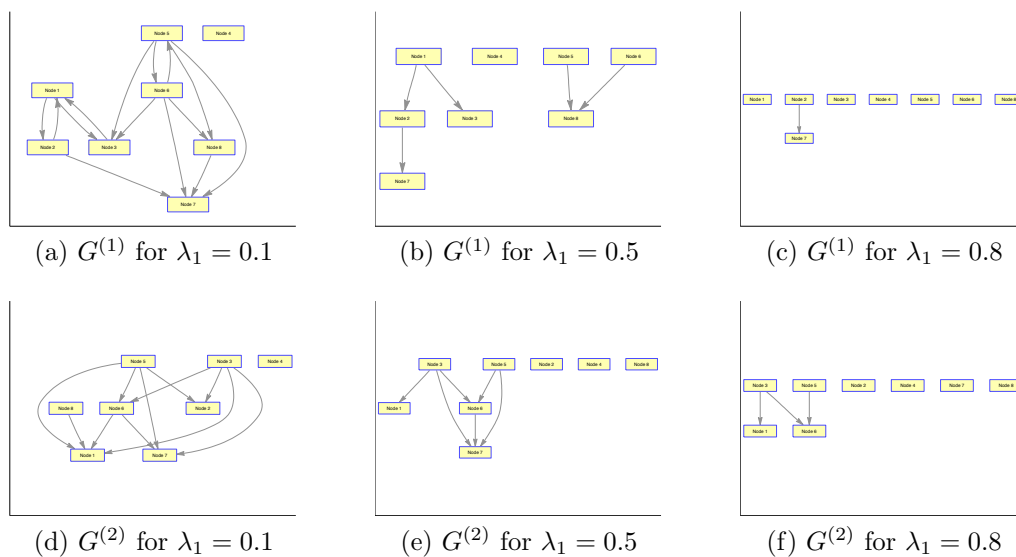 Node 5 Node 4
Node 1 Node 6
Node 2 Node 3 Node 8
Node 7
(a) G^{(1)} for λ₁ = 0.1
Node 1 Node 4 Node 5 Node 6
Node 2 Node 3 Node 8
Node 7
(b) G^{(1)} for λ₁ = 0.5
Node 1 Node 2 Node 3 Node 4 Node 5 Node 6 Node 8
Node 7
(c) G^{(1)} for λ₁ = 0.8
Node 5 Node 3 Node 4
Node 8 Node 6 Node 2
Node 1 Node 7
(d) G^{(2)} for λ₁ = 0.1
Node 3 Node 5 Node 2 Node 4 Node 8
Node 1 Node 6
Node 7
(e) G^{(2)} for λ₁ = 0.5
Node 3 Node 5 Node 2 Node 4 Node 7 Node 8
Node 1 Node 6
(f) G^{(2)} for λ₁ = 0.8